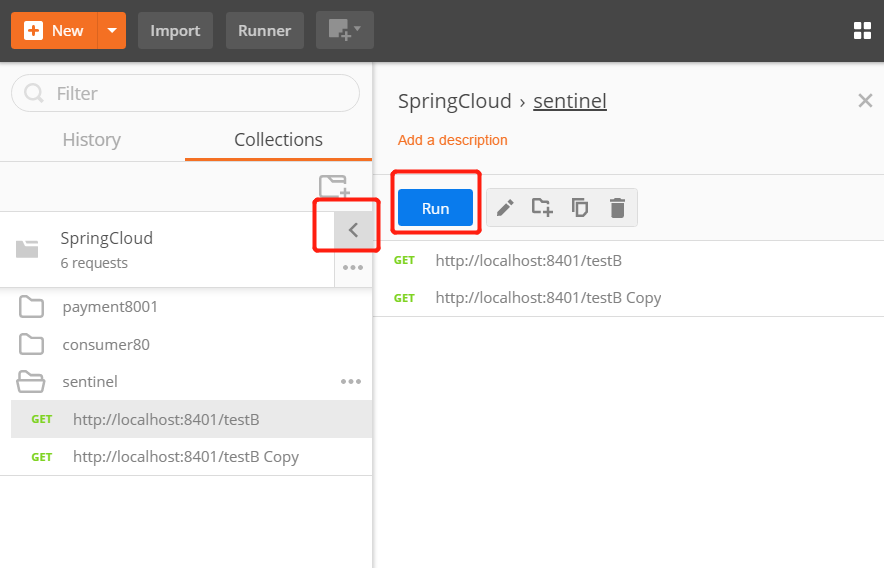 New Import Runner
Filter
History Collections
SpringCloud
6 requests
payment8001
consumer80
sentinel
GET http://localhost:8401/testB
GET http://localhost:8401/testB Copy
SpringCloud › sentinel
Add a description
Run
GET http://localhost:8401/testB
GET http://localhost:8401/testB Copy